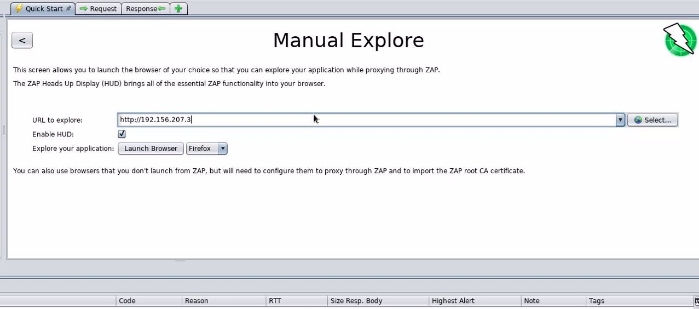 Quick Start Request Response
<
Manual Explore
This screen allows you to launch the browser of your choice so that you can explore your application while proxying through ZAP.
The ZAP Heads Up Display (HUD) brings all of the essential ZAP functionality into your browser.
URL to explore: http://192.156.207.3 Select...
Enable HUD:
Explore your application: Launch Browser Firefox
You can also use browsers that you don't launch from ZAP, but will need to configure them to proxy through ZAP and to import the ZAP root CA certificate.
Code Reason RTT Size Resp. Body Highest Alert Note Tags